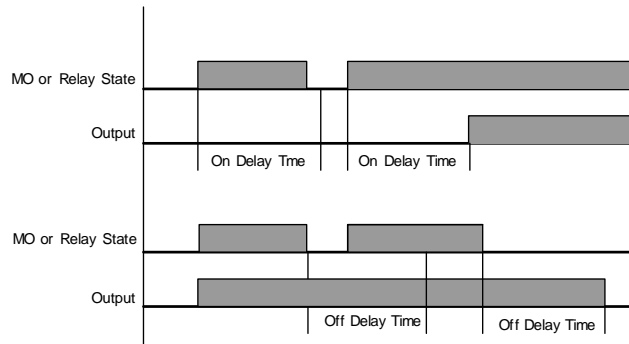 MO or Relay State
Output
On Delay Tme
On Delay Time
MO or Relay State
Output
Off Delay Time
Off Delay Time